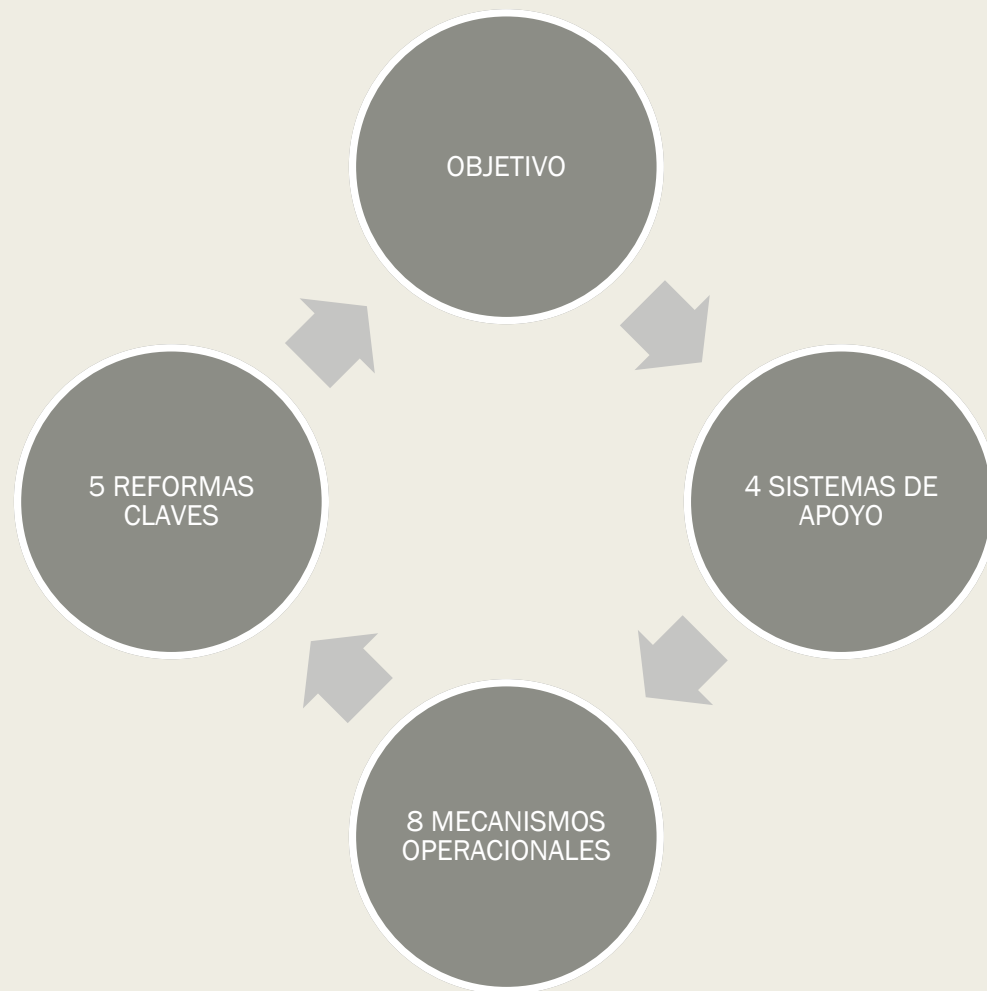 OBJETIVO
5 REFORMAS
CLAVES
4 SISTEMAS DE
APOYO
8 MECANISMOS
OPERACIONALES